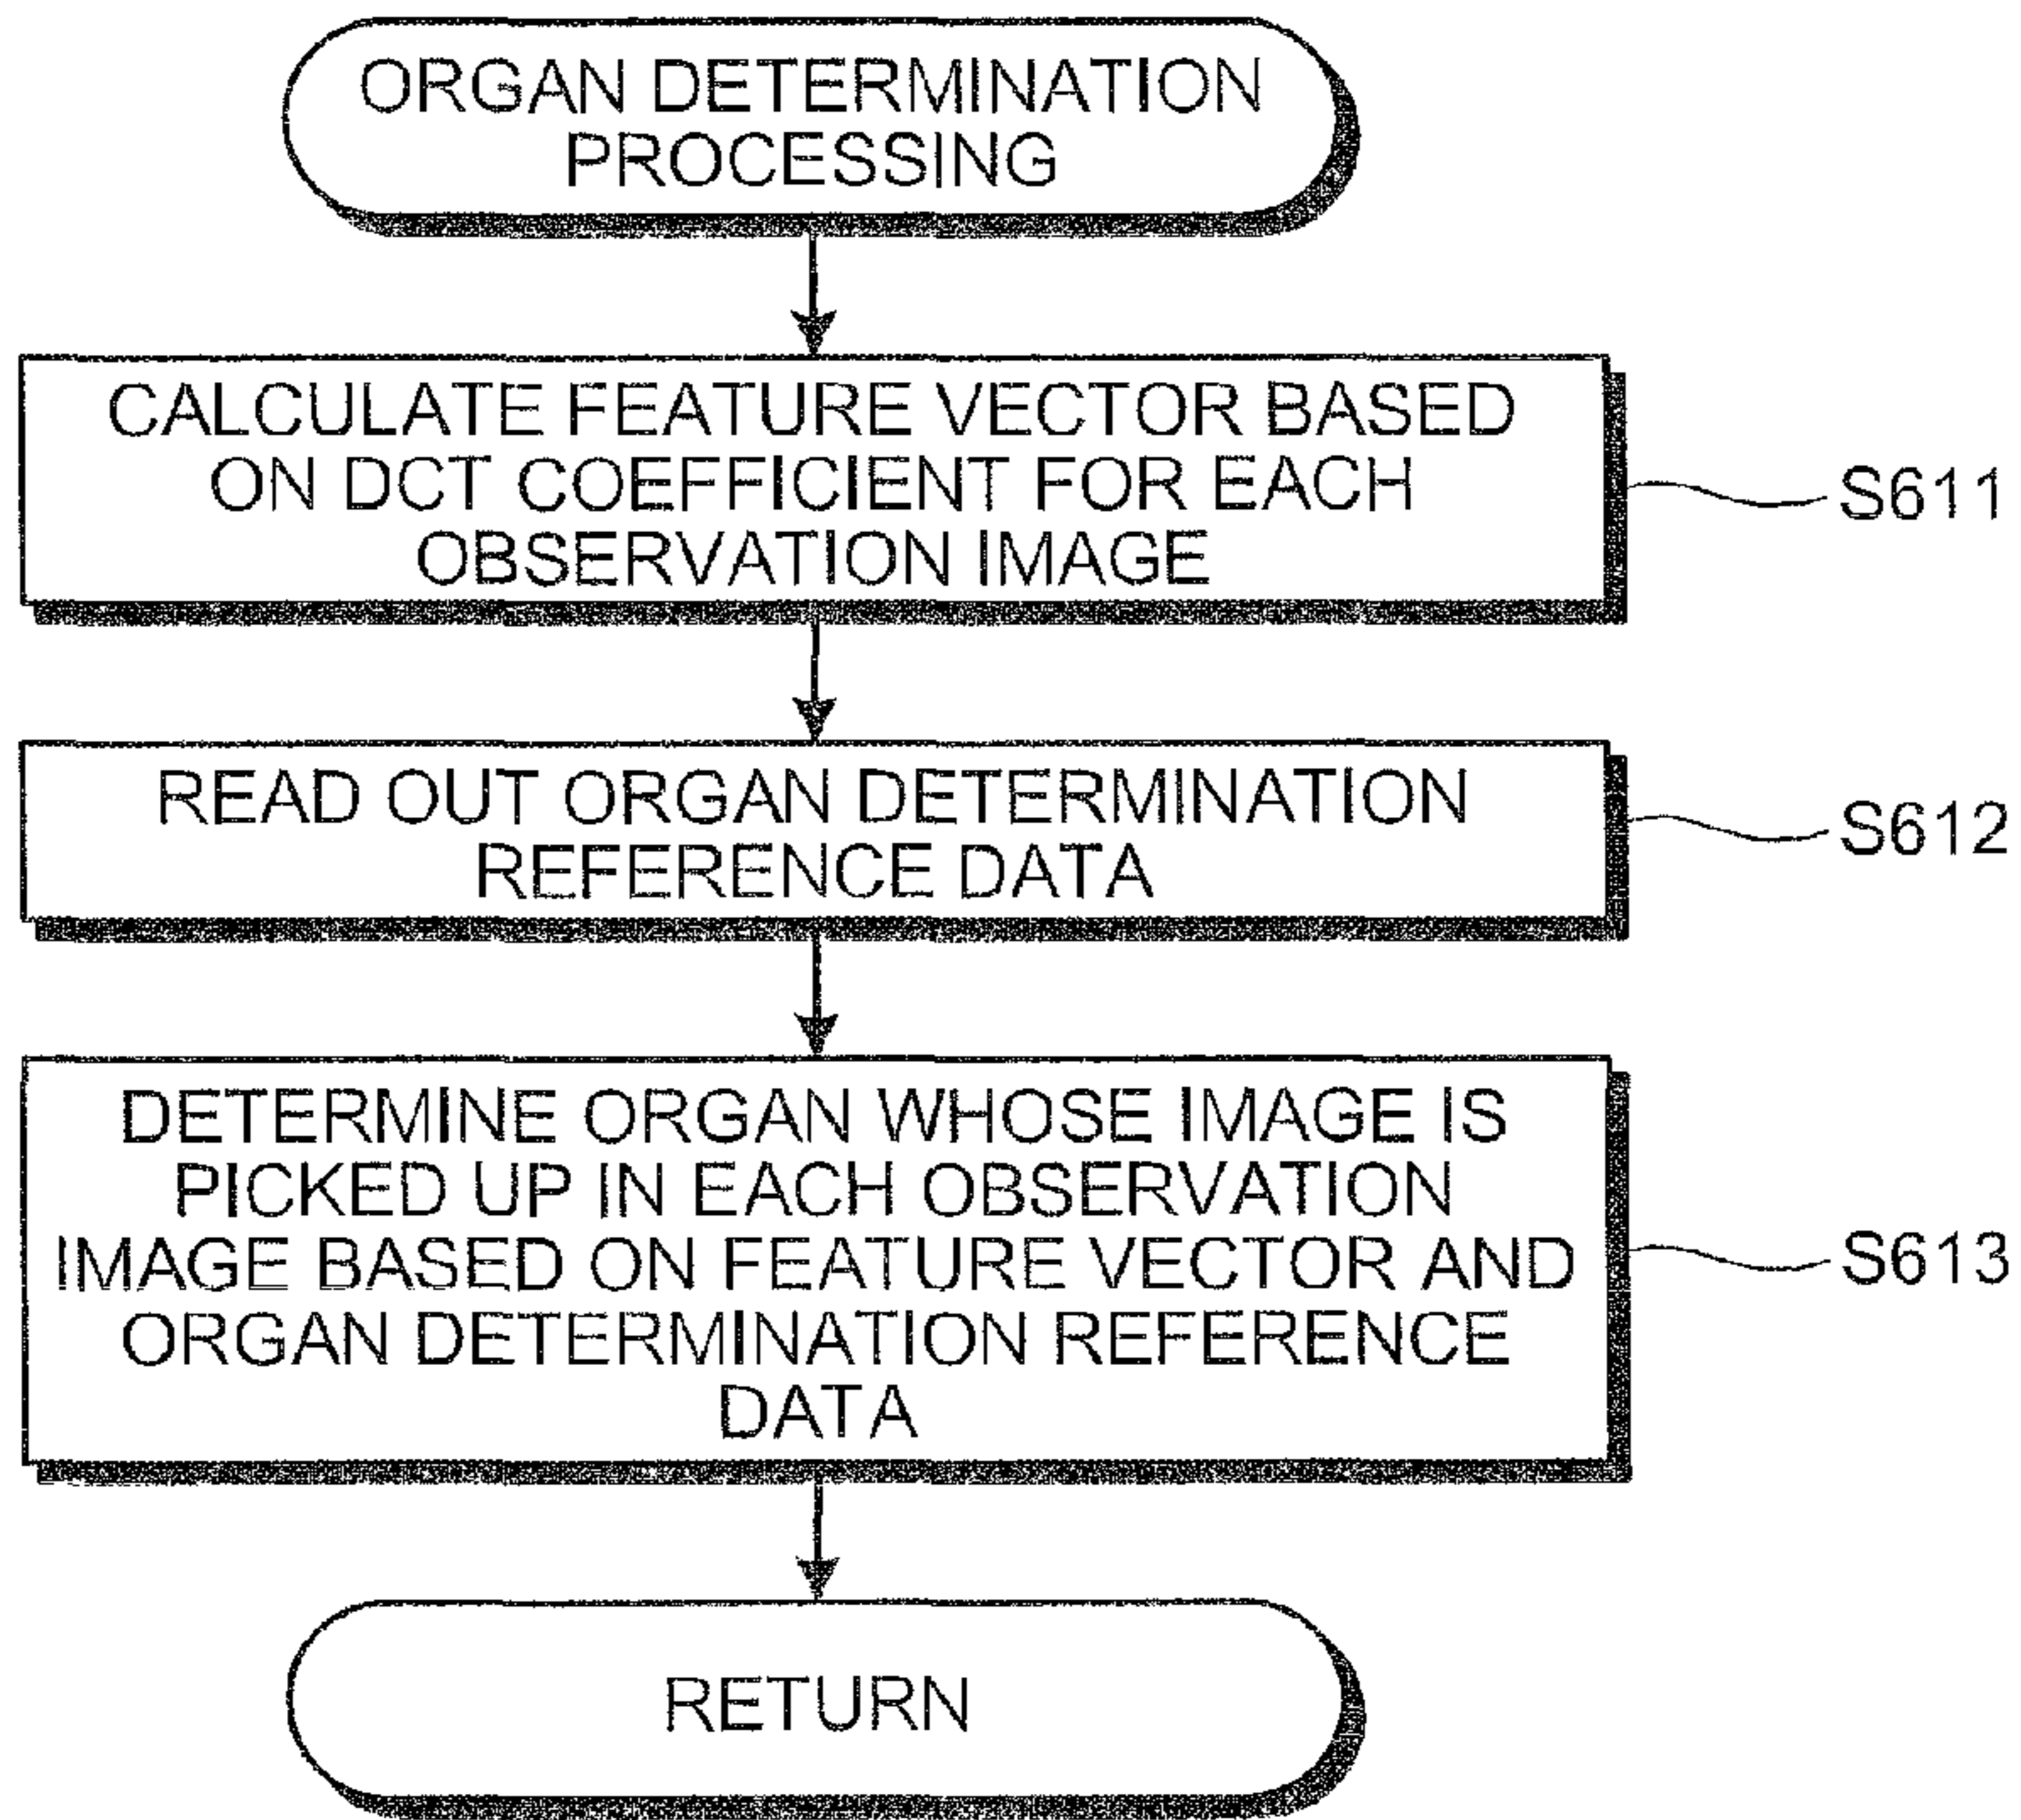 ORGAN DETERMINATION
PROCESSING
CALCULATE FEATURE VECTOR BASED
ON DCT COEFFICIENT FOR EACH
OBSERVATION IMAGE
S611
READ OUT ORGAN DETERMINATION
REFERENCE DATA
S612
DETERMINE ORGAN WHOSE IMAGE IS
PICKED UP IN EACH OBSERVATION
IMAGE BASED ON FEATURE VECTOR AND
ORGAN DETERMINATION REFERENCE
DATA
S613
RETURN